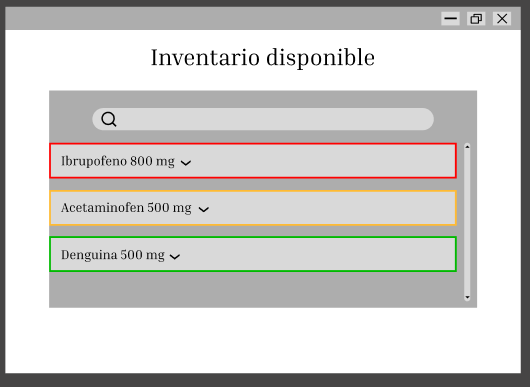 Inventario disponible
Ibrupofeno 800 mg
Acetaminofen 500 mg
Denguina 500 mg